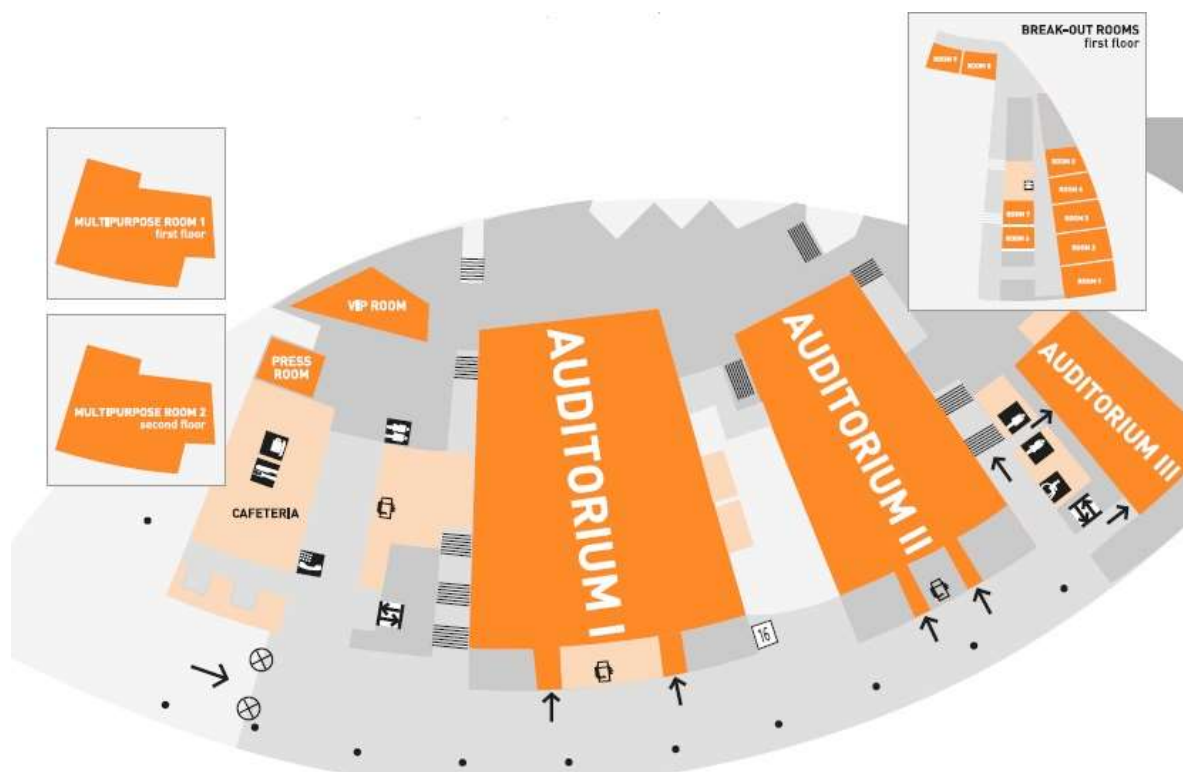 BREAK-OUT ROOMS
first floor
ROOM 9
ROOM 8
ROOM 5
ROOM 4
ROOM 3
ROOM 2
ROOM 1
ROOM 7
ROOM 6
MULTIPURPOSE ROOM 1
first floor
MULTIPURPOSE ROOM 2
second floor
VIP ROOM
PRESS
ROOM
CAFETERIA
AUDITORIUM I
AUDITORIUM II
AUDITORIUM III
16